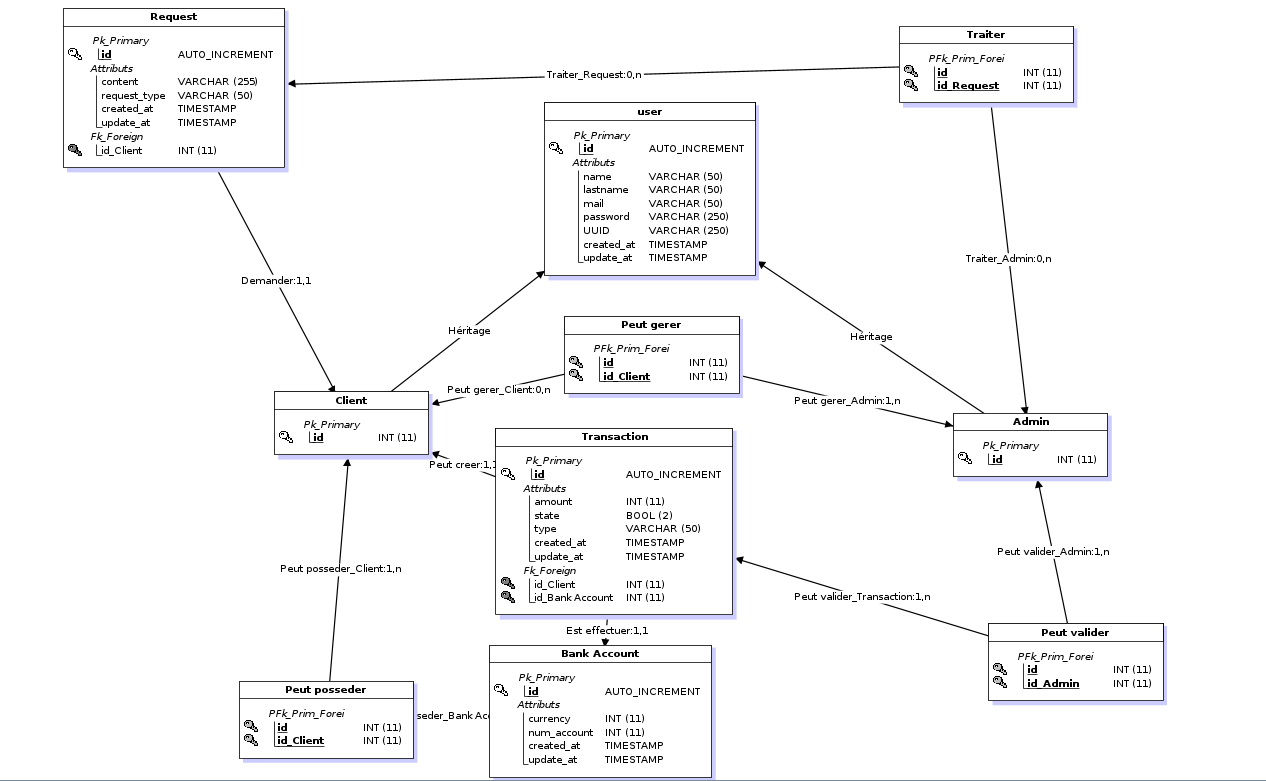 Request
Pk_Primary
id AUTO_INCREMENT
Attributs
content VARCHAR (255)
request_type VARCHAR (50)
created_at TIMESTAMP
update_at TIMESTAMP
Fk_Foreign
id_Client INT (11)
Traiter_Request:0,n
Traiter
PFk_Prim_Forei
id INT (11)
id_Request INT (11)
user
Pk_Primary
id AUTO_INCREMENT
Attributs
name VARCHAR (50)
lastname VARCHAR (50)
mail VARCHAR (50)
password VARCHAR (250)
UUID VARCHAR (250)
created_at TIMESTAMP
update_at TIMESTAMP
Demander:1,1
Traiter_Admin:0,n
Héritage
Héritage
Peut gerer
PFk_Prim_Forei
id INT (11)
id_Client INT (11)
Peut gerer_Client:0,n
Peut gerer_Admin:1,n
Client
Pk_Primary
id INT (11)
Admin
Pk_Primary
id INT (11)
Peut creer:1,1
Transaction
Pk_Primary
id AUTO_INCREMENT
Attributs
amount INT (11)
state BOOL (2)
type VARCHAR (50)
created_at TIMESTAMP
update_at TIMESTAMP
Fk_Foreign
id_Client INT (11)
id_Bank Account INT (11)
Peut posseder_Client:1,n
Peut valider_Admin:1,n
Peut valider_Transaction:1,n
Est effectuer:1,1
Peut valider
PFk_Prim_Forei
id INT (11)
id_Admin INT (11)
Bank Account
Pk_Primary
id AUTO_INCREMENT
Attributs
currency INT (11)
num_account INT (11)
created_at TIMESTAMP
update_at TIMESTAMP
Peut posseder
PFk_Prim_Forei
id INT (11)
id_Client INT (11)
seder_Bank Acc